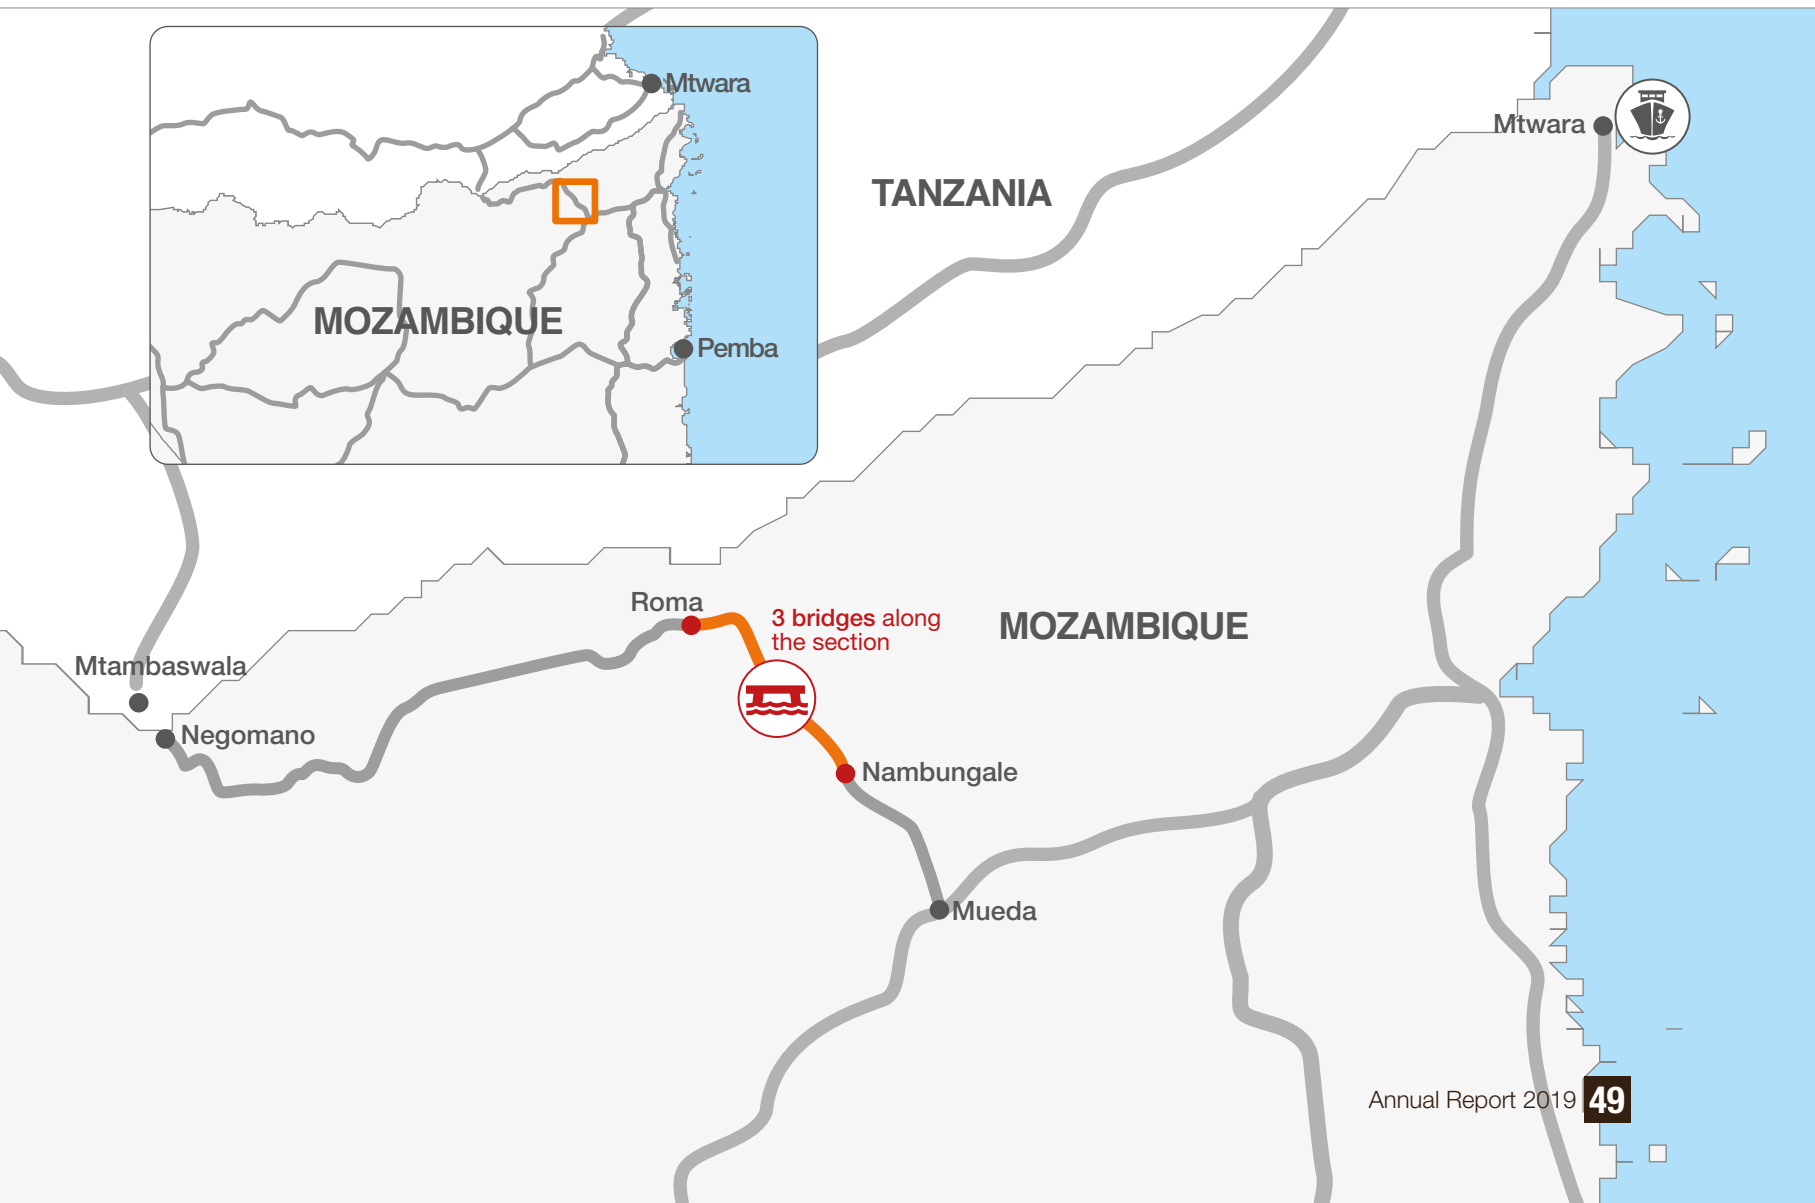 Mtwara
MOZAMBIQUE
Pemba
TANZANIA
Mtwara
Roma
3 bridges along
the section
MOZAMBIQUE
Mtambaswala
Negomano
Nambungale
Mueda
Annual Report 2019 49